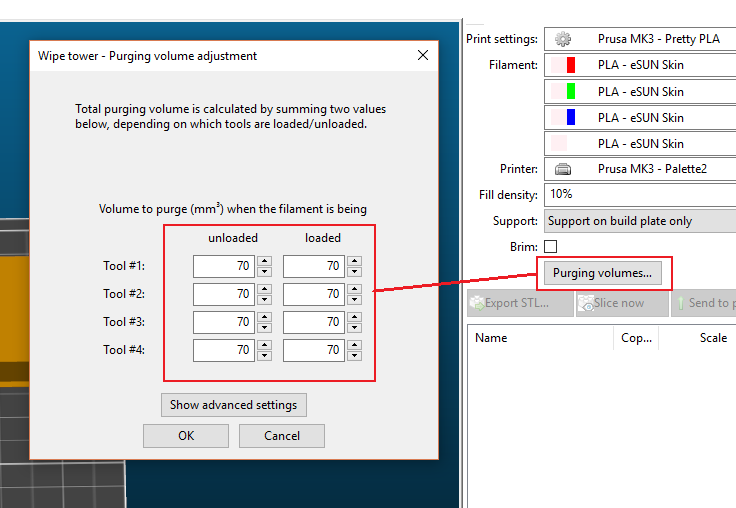 Wipe tower - Purging volume adjustment
Total purging volume is calculated by summing two values
below, depending on which tools are loaded/unloaded.
Volume to purge (mm³) when the filament is being
unloaded loaded
Tool #1: 70 70
Tool #2: 70 70
Tool #3: 70 70
Tool #4: 70 70
Show advanced settings
OK Cancel
Print settings: Prusa MK3 - Pretty PLA
Filament: PLA - eSUN Skin
PLA - eSUN Skin
PLA - eSUN Skin
PLA - eSUN Skin
Printer: Prusa MK3 - Palette2
Fill density: 10%
Support: Support on build plate only
Brim:
Purging volumes...
Export STL... Slice now Send to p
Name Cop... Scale